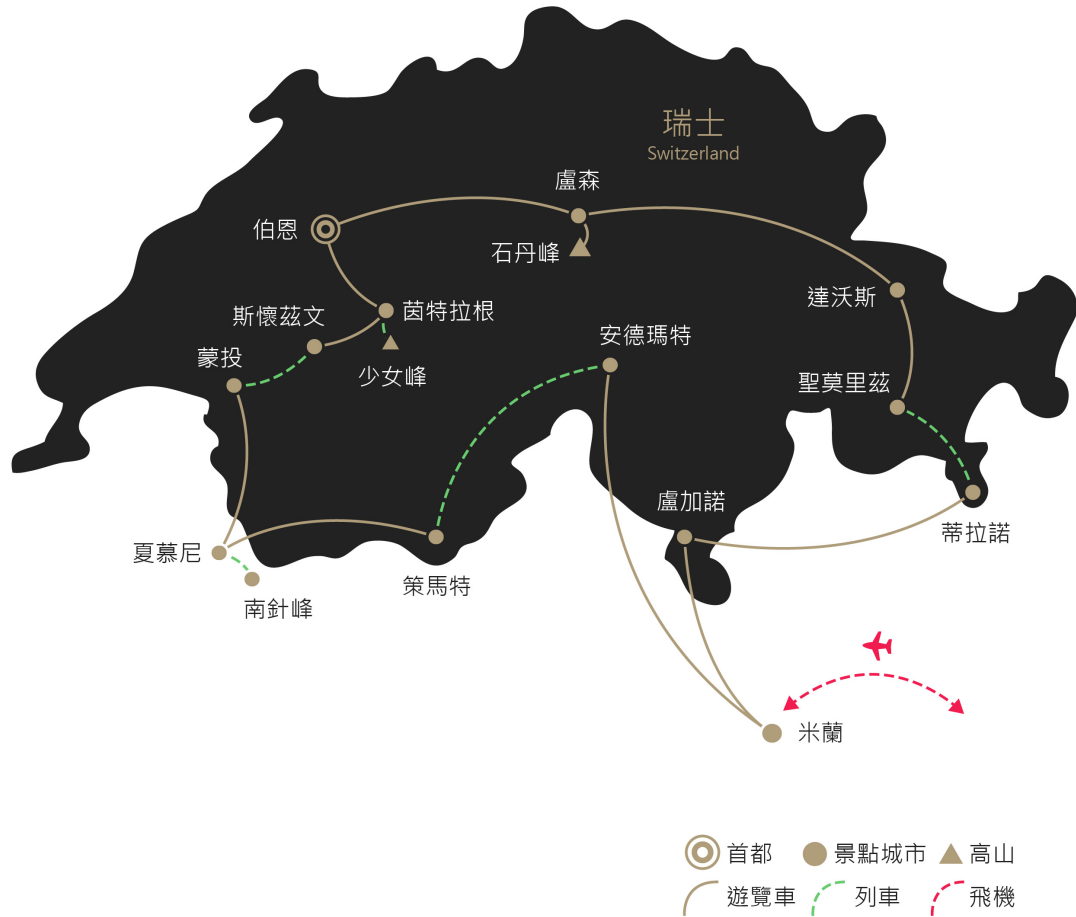 瑞士
Switzerland
盧森
伯恩
石丹峰
達沃斯
斯懷茲文
茵特拉根
安德瑪特
蒙投
少女峰
聖莫里茲
盧加諾
蒂拉諾
夏慕尼
策馬特
南針峰
米蘭
首都
景點城市
高山
遊覽車
列車
飛機